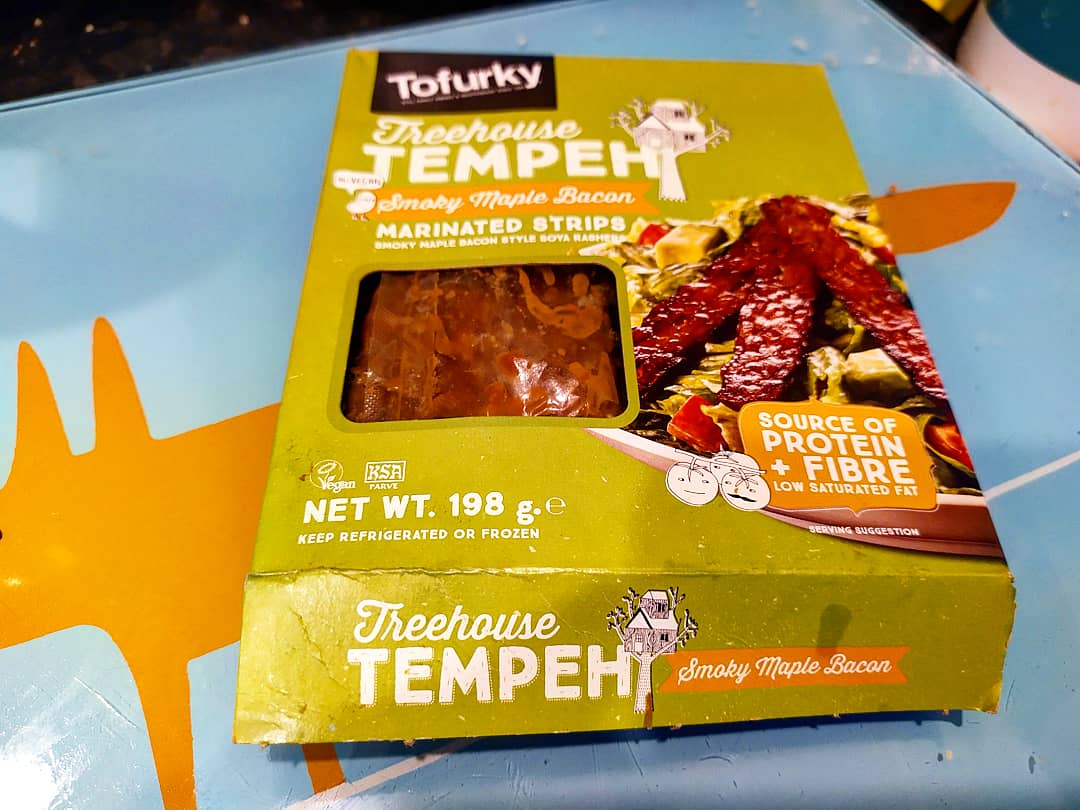 Tofurky
Treehouse
TEMPEH
Smoky Maple Bacon
MARINATED STRIPS
SMOKY MAPLE BACON STYLE SOYA RASHERS
SOURCE OF
PROTEIN
+ FIBRE
LOW SATURATED FAT
Vegan
KSA
PARVE
NET WT. 198 g.e
KEEP REFRIGERATED OR FROZEN
SERVING SUGGESTION
Treehouse
TEMPEH
Smoky Maple Bacon